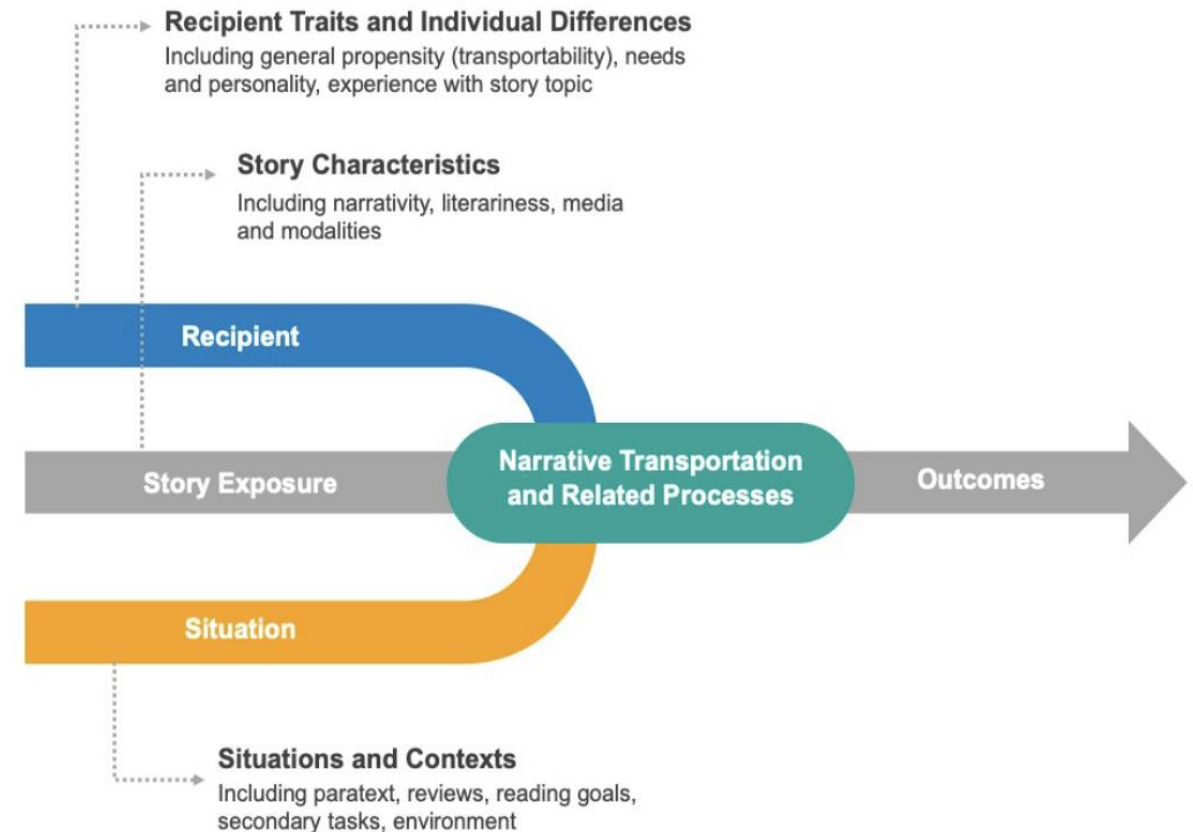 Recipient Traits and Individual Differences
Including general propensity (transportability), needs
and personality, experience with story topic
Story Characteristics
Including narrativity, literariness, media
and modalities
Recipient
Narrative Transportation
and Related Processes
Story Exposure
Outcomes
Situation
Situations and Contexts
Including paratext, reviews, reading goals,
secondary tasks, environment